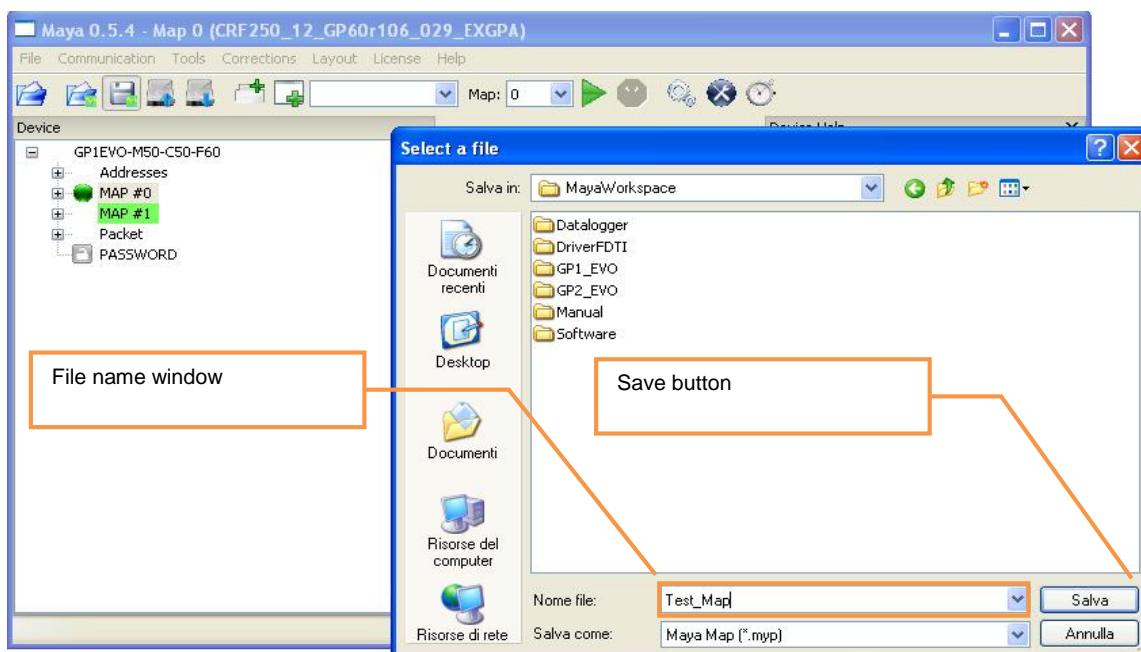 Maya 0.5.4 - Map 0 (CRF250_12_GP60r106_029_EXGPA)
File Communication Tools Corrections Layout License Help
Map: 0
Device
GP1EVO-M50-C50-F60
Addresses
MAP #0
MAP #1
Packet
PASSWORD
Device Help
Select a file
Salva in: MayaWorkspace
Documenti recenti
Desktop
Documenti
Risorse del computer
Risorse di rete
Datalogger
DriverFDTI
GP1_EVO
GP2_EVO
Manual
Software
File name window
Save button
Nome file: Test_Map
Salva
Salva come: Maya Map (*.myp)
Annulla